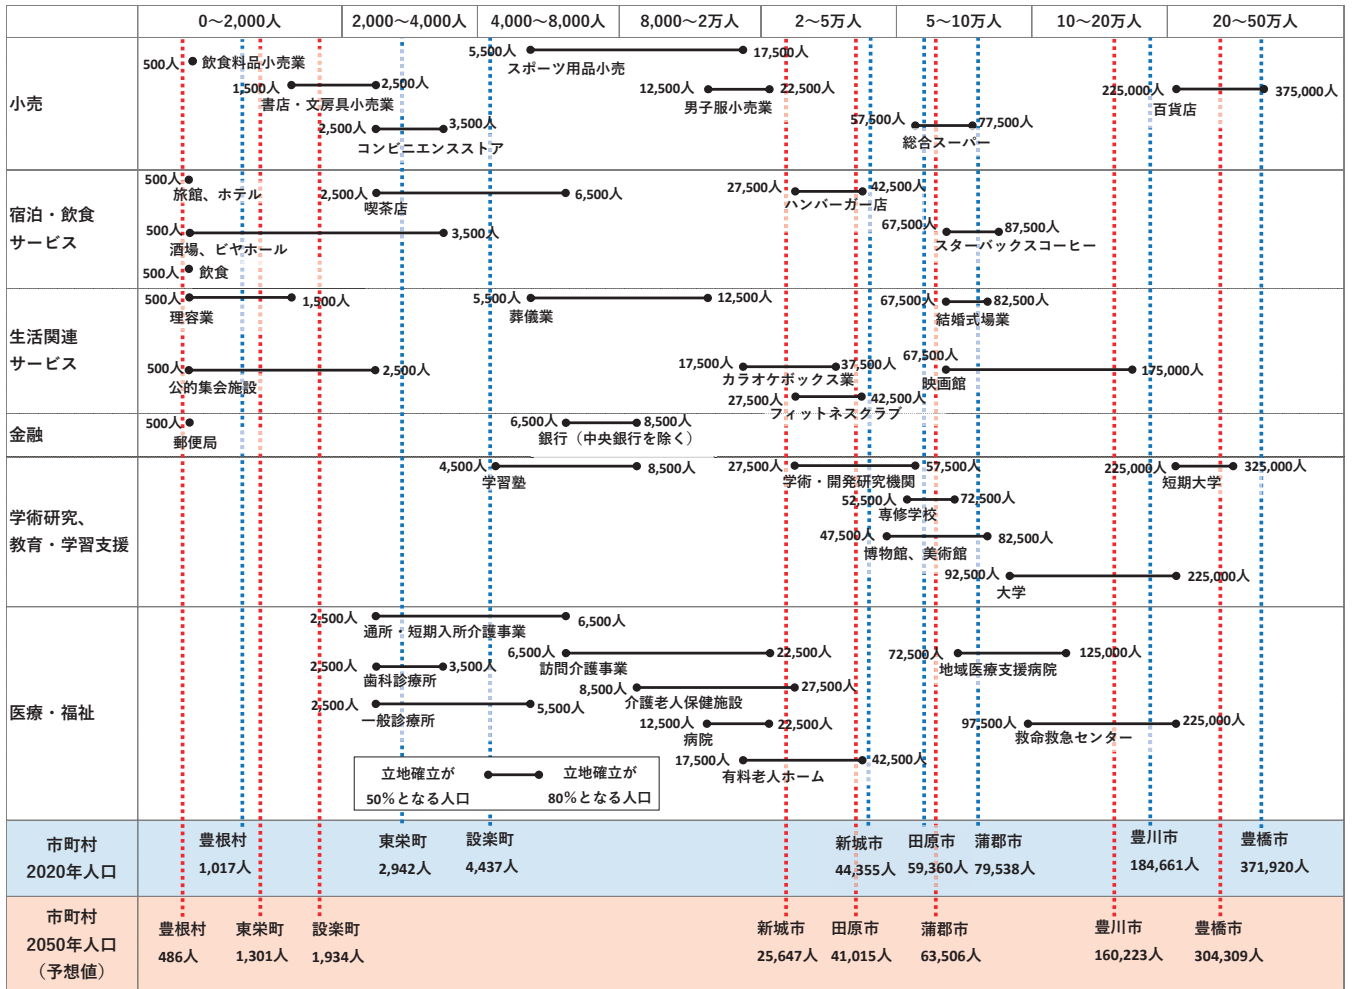 0～2,000人
2,000～4,000人
4,000～8,000人
8,000～2万人
2～5万人
5～10万人
10～20万人
20～50万人
小売
500人
飲食料品小売業
1,500人
2,500人
書店・文房具小売業
2,500人
3,500人
コンビニエンスストア
5,500人
17,500人
スポーツ用品小売
12,500人
22,500人
男子服小売業
57,500人
77,500人
総合スーパー
225,000人
375,000人
百貨店
宿泊・飲食
サービス
500人
旅館、ホテル
2,500人
6,500人
喫茶店
27,500人
42,500人
ハンバーガー店
500人
3,500人
酒場、ビヤホール
67,500人
87,500人
スターバックスコーヒー
500人
飲食
生活関連
サービス
500人
1,500人
理容業
5,500人
12,500人
葬儀業
67,500人
82,500人
結婚式場業
500人
2,500人
公的集会施設
17,500人
37,500人
カラオケボックス業
67,500人
175,000人
映画館
27,500人
42,500人
フィットネスクラブ
金融
500人
郵便局
6,500人
8,500人
銀行（中央銀行を除く）
学術研究、
教育・学習支援
4,500人
8,500人
学習塾
27,500人
57,500人
学術・開発研究機関
225,000人
325,000人
短期大学
52,500人
72,500人
専修学校
47,500人
82,500人
博物館、美術館
92,500人
225,000人
大学
医療・福祉
2,500人
6,500人
通所・短期入所介護事業
6,500人
22,500人
訪問介護事業
72,500人
125,000人
地域医療支援病院
2,500人
3,500人
歯科診療所
8,500人
27,500人
介護老人保健施設
2,500人
5,500人
一般診療所
12,500人
22,500人
病院
97,500人
225,000人
救命救急センター
17,500人
42,500人
有料老人ホーム
立地確立が
50%となる人口
立地確立が
80%となる人口
市町村
2020年人口
豊根村
1,017人
東栄町
2,942人
設楽町
4,437人
新城市
44,355人
田原市
59,360人
蒲郡市
79,538人
豊川市
184,661人
豊橋市
371,920人
市町村
2050年人口
（予想値）
豊根村
486人
東栄町
1,301人
設楽町
1,934人
新城市
25,647人
田原市
41,015人
蒲郡市
63,506人
豊川市
160,223人
豊橋市
304,309人